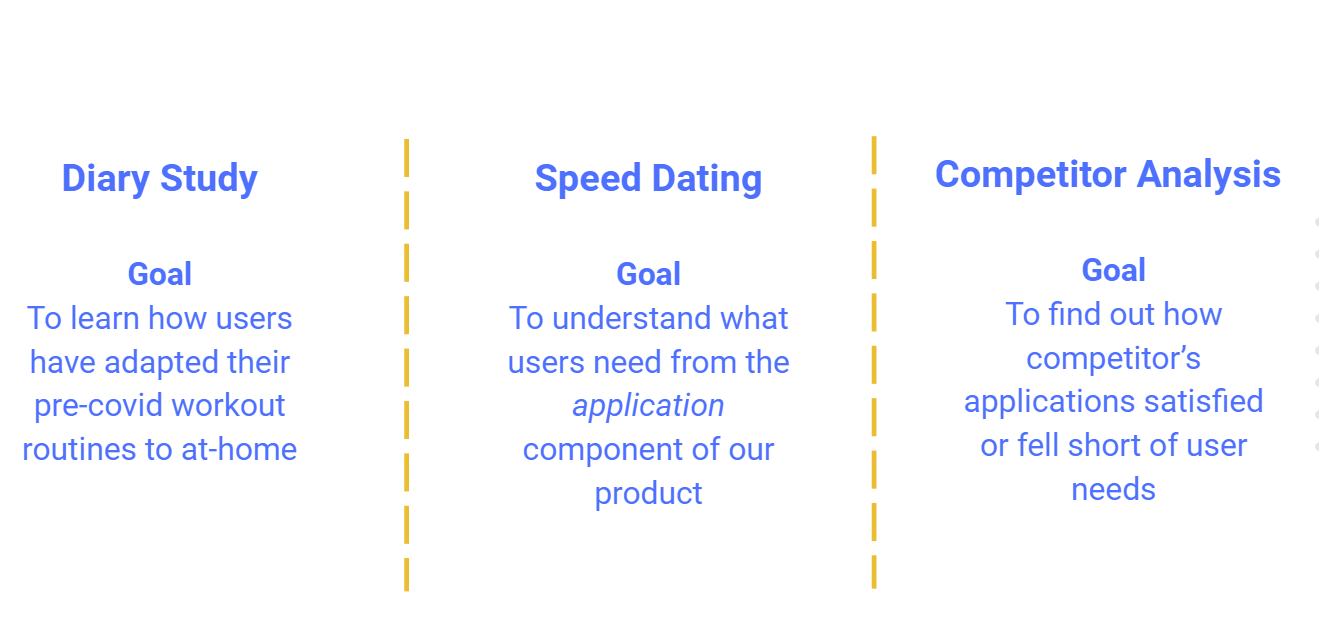 Diary Study
Goal
To learn how users
have adapted their
pre-covid workout
routines to at-home
Speed Dating
Goal
To understand what
users need from the
application
component of our
product
Competitor Analysis
Goal
To find out how
competitor’s
applications satisfied
or fell short of user
needs